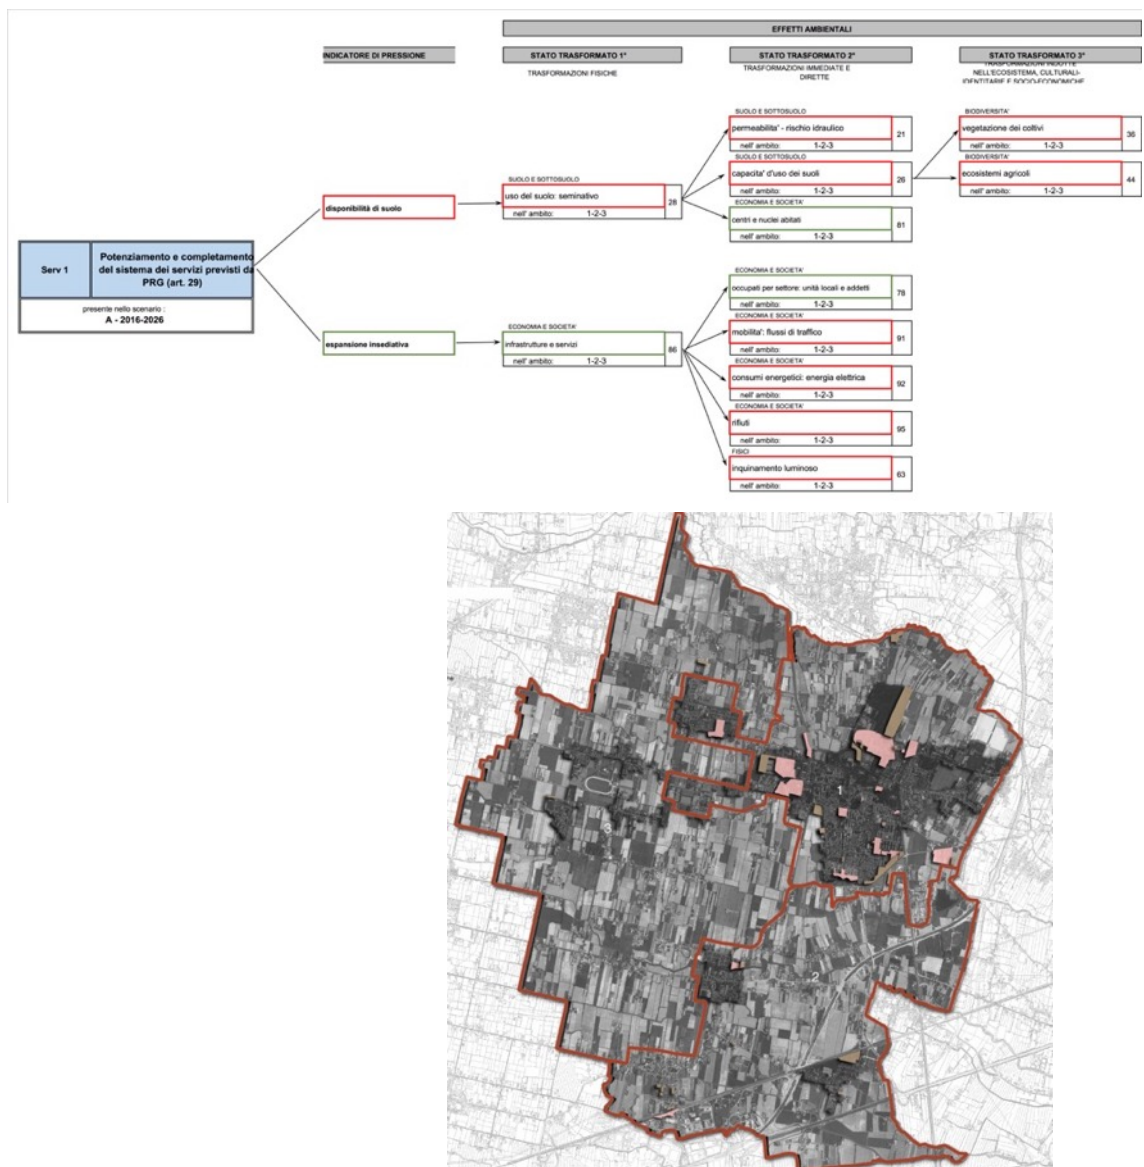 EFFETTI AMBIENTALI
INDICATORE DI PRESSIONE
STATO TRASFORMATO 1°
STATO TRASFORMATO 2°
STATO TRASFORMATO 3°
TRASFORMAZIONI FISICHE
TRASFORMAZIONI IMMEDIATE E
DIRETTE
TRASFORMAZIONI INDOTTE
NELL'ECOSISTEMA, CULTURALI-
IDENTITARIE E SOCIO-ECONOMICHE
SUOLO E SOTTOSUOLO
permeabilita' - rischio idraulico
21
nell' ambito: 1-2-3
BIODIVERSITA'
vegetazione dei coltivi
36
nell' ambito: 1-2-3
SUOLO E SOTTOSUOLO
capacita' d'uso dei suoli
26
nell' ambito: 1-2-3
BIODIVERSITA'
ecosistemi agricoli
44
nell' ambito: 1-2-3
disponibilità di suolo
SUOLO E SOTTOSUOLO
uso del suolo: seminativo
28
nell' ambito: 1-2-3
ECONOMIA E SOCIETA'
centri e nuclei abitati
81
nell' ambito: 1-2-3
Serv 1
Potenziamento e completamento
del sistema dei servizi previsti da
PRG (art. 29)
presente nello scenario :
A - 2016-2026
ECONOMIA E SOCIETA'
occupati per settore: unità locali e addetti
78
nell' ambito: 1-2-3
espansione insediativa
ECONOMIA E SOCIETA'
infrastrutture e servizi
86
nell' ambito: 1-2-3
ECONOMIA E SOCIETA'
mobilita': flussi di traffico
91
nell' ambito: 1-2-3
ECONOMIA E SOCIETA'
consumi energetici: energia elettrica
92
nell' ambito: 1-2-3
ECONOMIA E SOCIETA'
rifiuti
95
nell' ambito: 1-2-3
FISICI
inquinamento luminoso
63
nell' ambito: 1-2-3
1
3
2